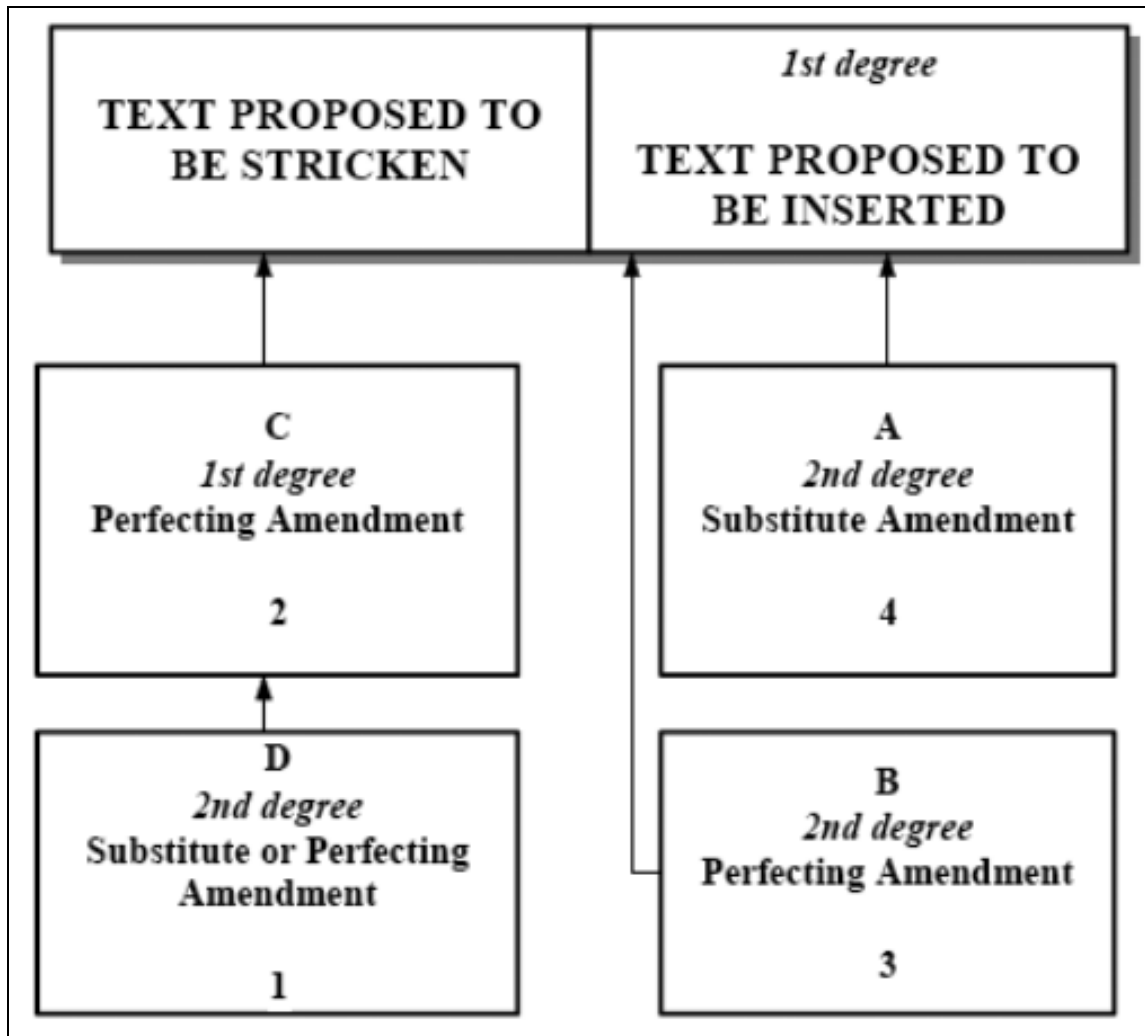 TEXT PROPOSED TO
BE STRICKEN
1st degree
TEXT PROPOSED TO
BE INSERTED
C
1st degree
Perfecting Amendment
2
A
2nd degree
Substitute Amendment
4
D
2nd degree
Substitute or Perfecting
Amendment
1
B
2nd degree
Perfecting Amendment
3